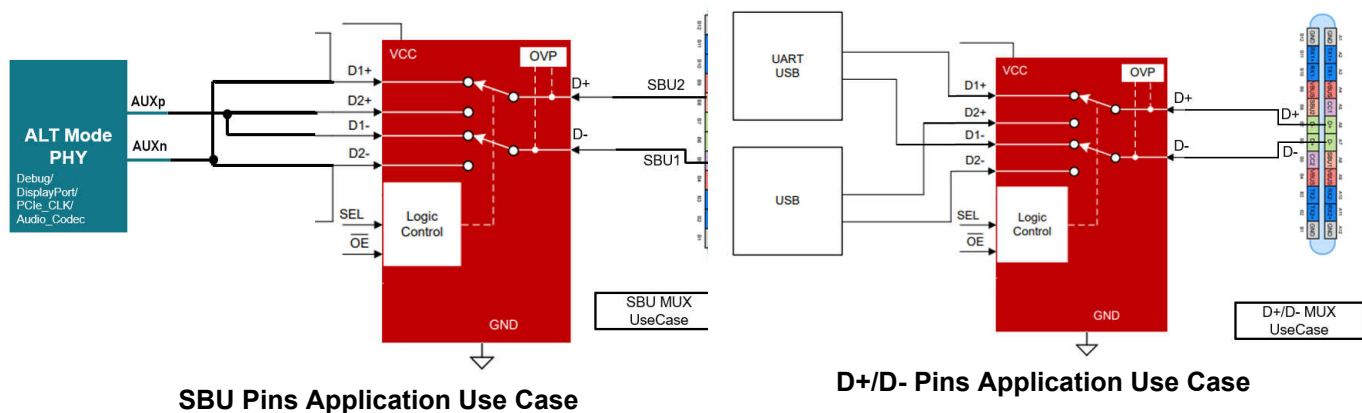 ALT Mode
PHY
Debug/
DisplayPort/
PCIe_CLK/
Audio_Codec
AUXp
AUXn
VCC
OVP
D1+
D2+
D1-
D2-
D+
D-
SBU2
SBU1
SEL
OE
Logic
Control
GND
SBU MUX
UseCase
SBU Pins Application Use Case
UART
USB
USB
VCC
OVP
D1+
D2+
D1-
D2-
D+
D-
D+
D-
SEL
OE
Logic
Control
GND
D+/D- MUX
UseCase
D+/D- Pins Application Use Case